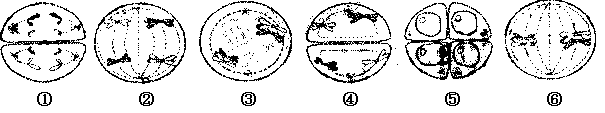 ① ② ③ ④ ⑤ ⑥